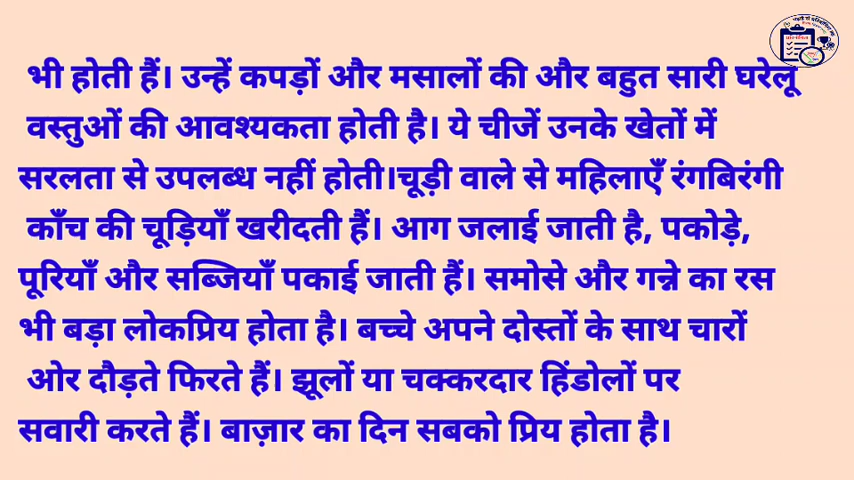 भी होती हैं। उन्हें कपड़ों और मसालों की और बहुत सारी घरेलू
वस्तुओं की आवश्यकता होती है। ये चीजें उनके खेतों में
सरलता से उपलब्ध नहीं होती।चूड़ी वाले से महिलाएँ रंगबिरंगी
काँच की चूड़ियाँ खरीदती हैं। आग जलाई जाती है, पकोड़े,
पूरियाँ और सब्जियाँ पकाई जाती हैं। समोसे और गन्ने का रस
भी बड़ा लोकप्रिय होता है। बच्चे अपने दोस्तों के साथ चारों
ओर दौड़ते फिरते हैं। झूलों या चक्करदार हिंडोलों पर
सवारी करते हैं। बाज़ार का दिन सबको प्रिय होता है।